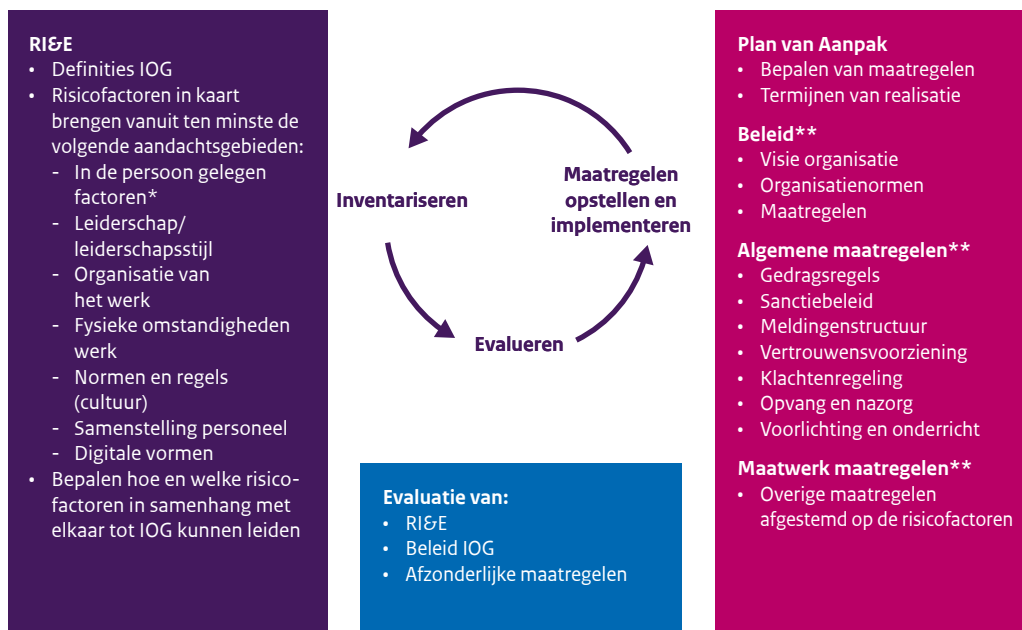 RI&E
• Definities IOG
• Risicofactoren in kaart
brengen vanuit ten minste de
volgende aandachtsgebieden:
- In de persoon gelegen
factoren*
- Leiderschap/
leiderschapsstijl
- Organisatie van
het werk
- Fysieke omstandigheden
werk
- Normen en regels
(cultuur)
- Samenstelling personeel
- Digitale vormen
• Bepalen hoe en welke risico-
factoren in samenhang met
elkaar tot IOG kunnen leiden
Inventariseren
Maatregelen
opstellen en
implementeren
Evalueren
Evaluatie van:
• RI&E
• Beleid IOG
• Afzonderlijke maatregelen
Plan van Aanpak
• Bepalen van maatregelen
• Termijnen van realisatie
Beleid**
• Visie organisatie
• Organisatienormen
• Maatregelen
Algemene maatregelen**
• Gedragsregels
• Sanctiebeleid
• Meldingenstructuur
• Vertrouwensvoorziening
• Klachtenregeling
• Opvang en nazorg
• Voorlichting en onderricht
Maatwerk maatregelen**
• Overige maatregelen
afgestemd op de risicofactoren